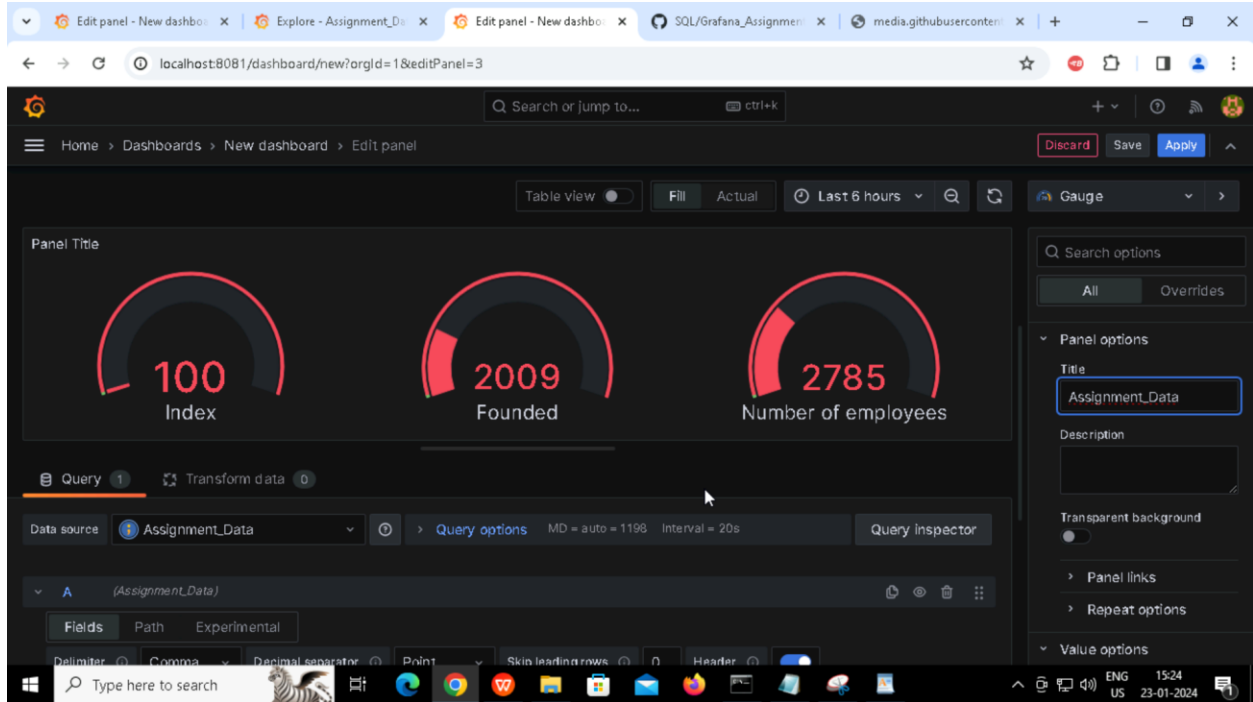 Edit panel - New dashbo
Explore - Assignment_Da
Edit panel - New dashbo
SQL/Grafana_Assignmen
media.githubusercontent
localhost:8081/dashboard/new?orgId=1&editPanel=3
Search or jump to...
ctrl+k
Home > Dashboards > New dashboard > Edit panel
Discard
Save
Apply
Table view
Fill
Actual
Last 6 hours
Gauge
Panel Title
Search options
All
Overrides
100
Index
2009
Founded
2785
Number of employees
Panel options
Title
Assignment_Data
Description
Query 1
Transform data 0
Data source
Assignment_Data
Query options
MD = auto = 1198
Interval = 20s
Query inspector
Transparent background
A
(Assignment_Data)
Panel links
Fields
Path
Experimental
Repeat options
Delimiter
Comma
Decimal separator
Point
Skip leading rows
0
Header
Value options
Type here to search
ENG
US
15:24
23-01-2024
1